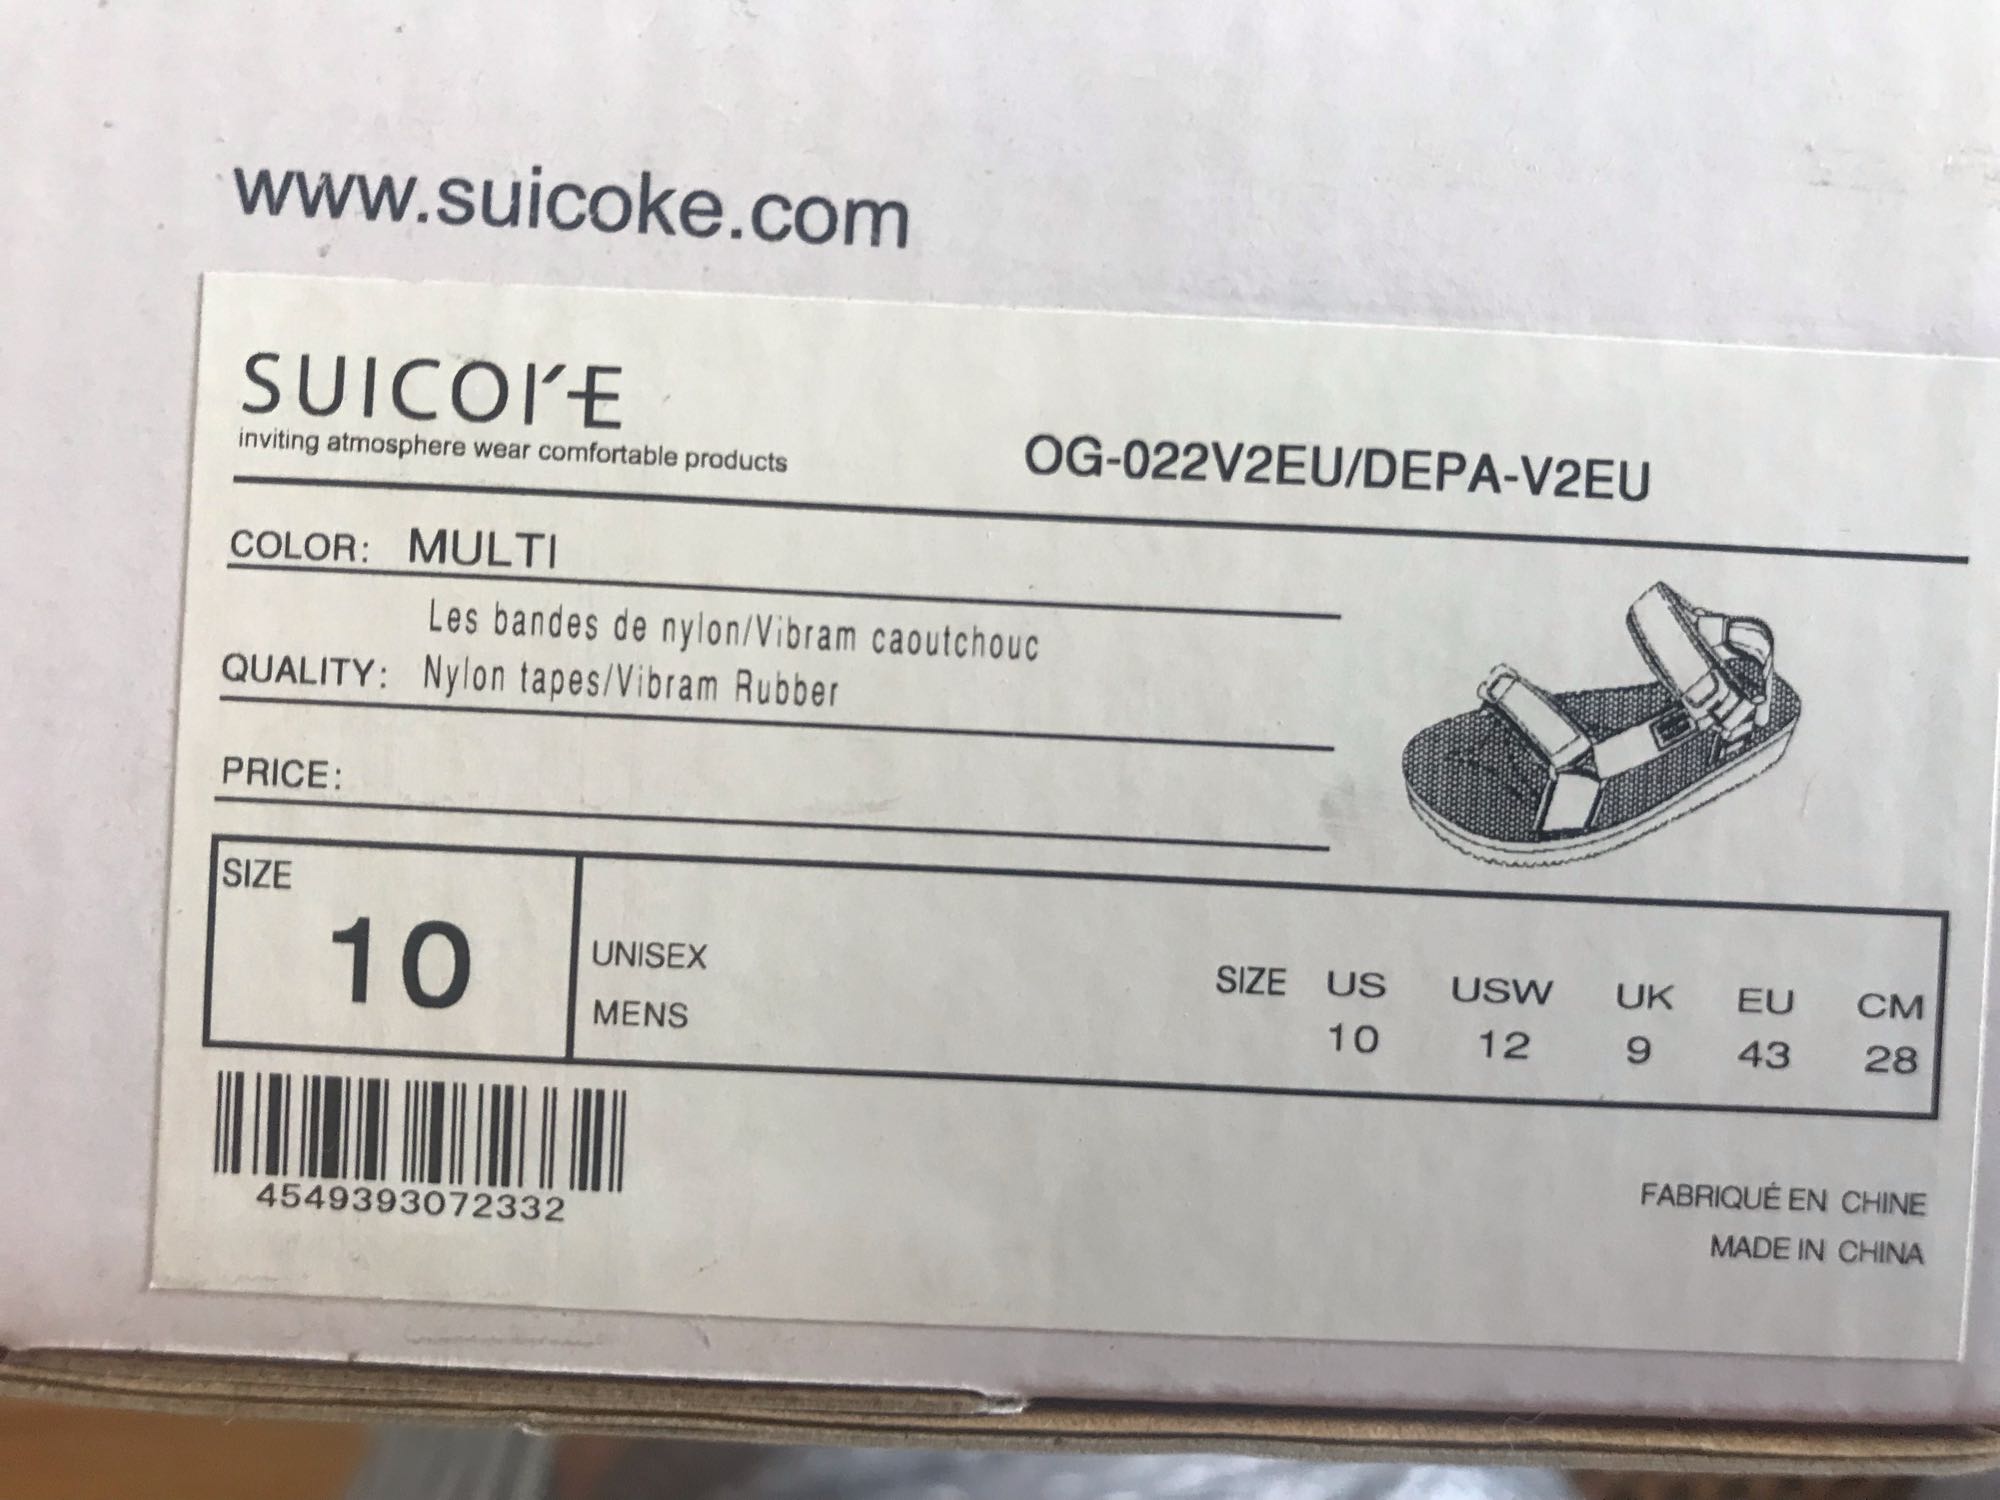 www.suicoke.com
SUICOKE
inviting atmosphere wear comfortable products
OG-022V2EU/DEPA-V2EU
COLOR: MULTI
Les bandes de nylon/Vibram caoutchouc
QUALITY: Nylon tapes/Vibram Rubber
PRICE:
SIZE
10
UNISEX
MENS
SIZE US USW UK EU CM
10 12 9 43 28
4549393072332
FABRIQUÉ EN CHINE
MADE IN CHINA